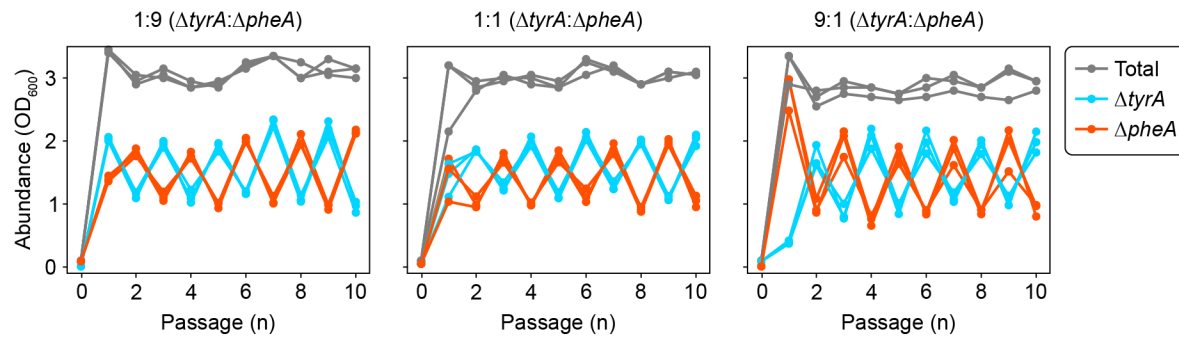 1:9 (ΔtyrA:ΔpheA)
1:1 (ΔtyrA:ΔpheA)
9:1 (ΔtyrA:ΔpheA)
Abundance (OD600)
3
2
1
0
0 2 4 6 8 10
0 2 4 6 8 10
0 2 4 6 8 10
Passage (n)
Passage (n)
Passage (n)
Total
ΔtyrA
ΔpheA